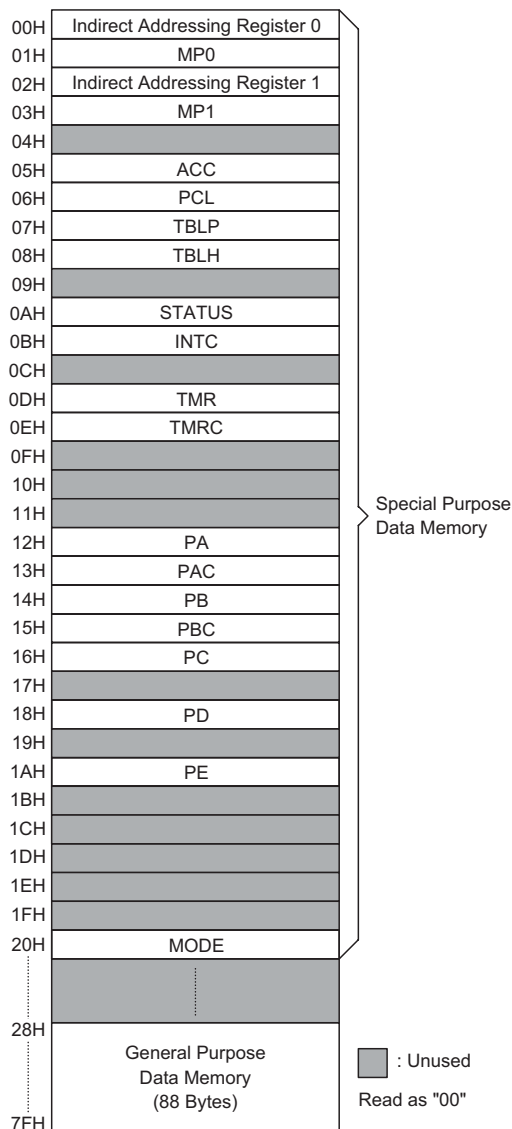 00H Indirect Addressing Register 0
01H MP0
02H Indirect Addressing Register 1
03H MP1
04H
05H ACC
06H PCL
07H TBLP
08H TBLH
09H
0AH STATUS
0BH INTC
0CH
0DH TMR
0EH TMRC
0FH
10H
11H
Special Purpose
Data Memory
12H PA
13H PAC
14H PB
15H PBC
16H PC
17H
18H PD
19H
1AH PE
1BH
1CH
1DH
1EH
1FH
20H MODE
28H
General Purpose
Data Memory
(88 Bytes)
7FH
: Unused
Read as "00"